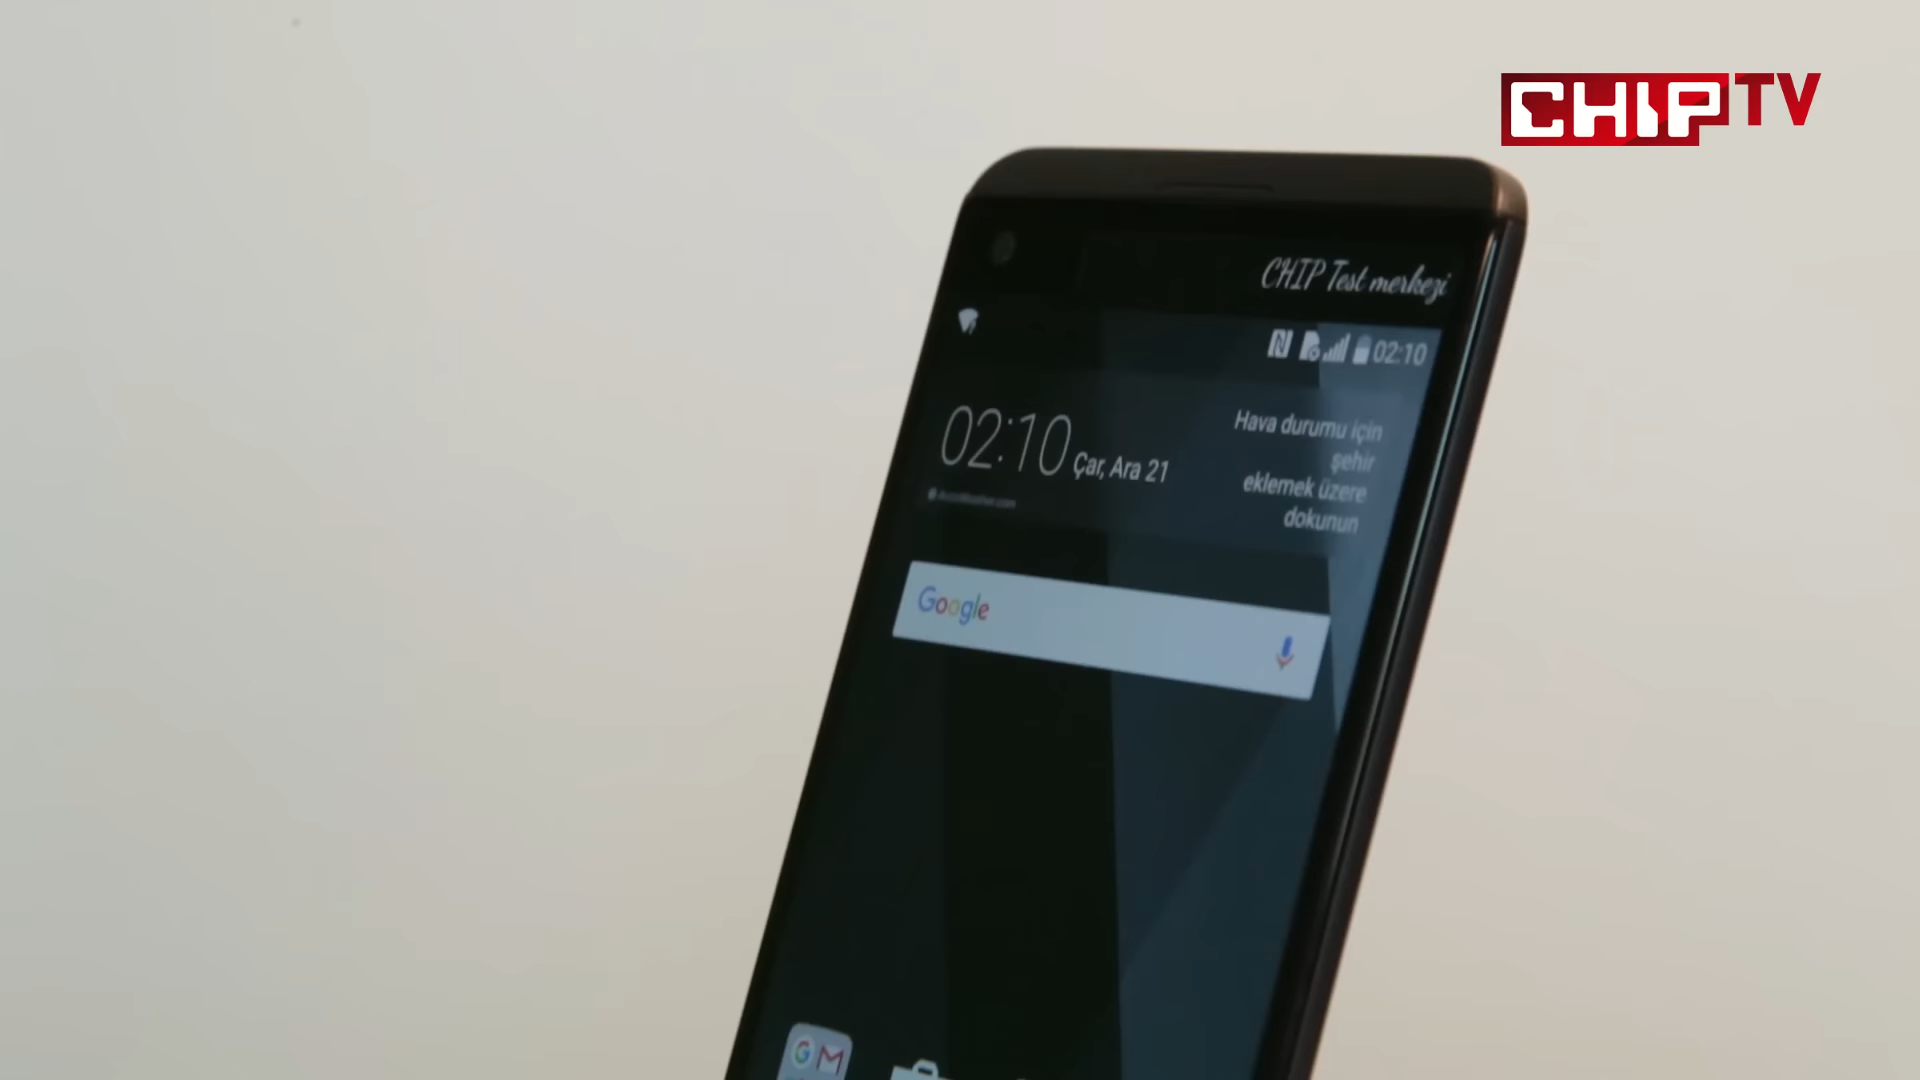 CHIP TV
CHIP Test merkezi
02:10
02:10 Çar, Ara 21
Hava durumu için
şehir
eklemek üzere
dokunun
Google